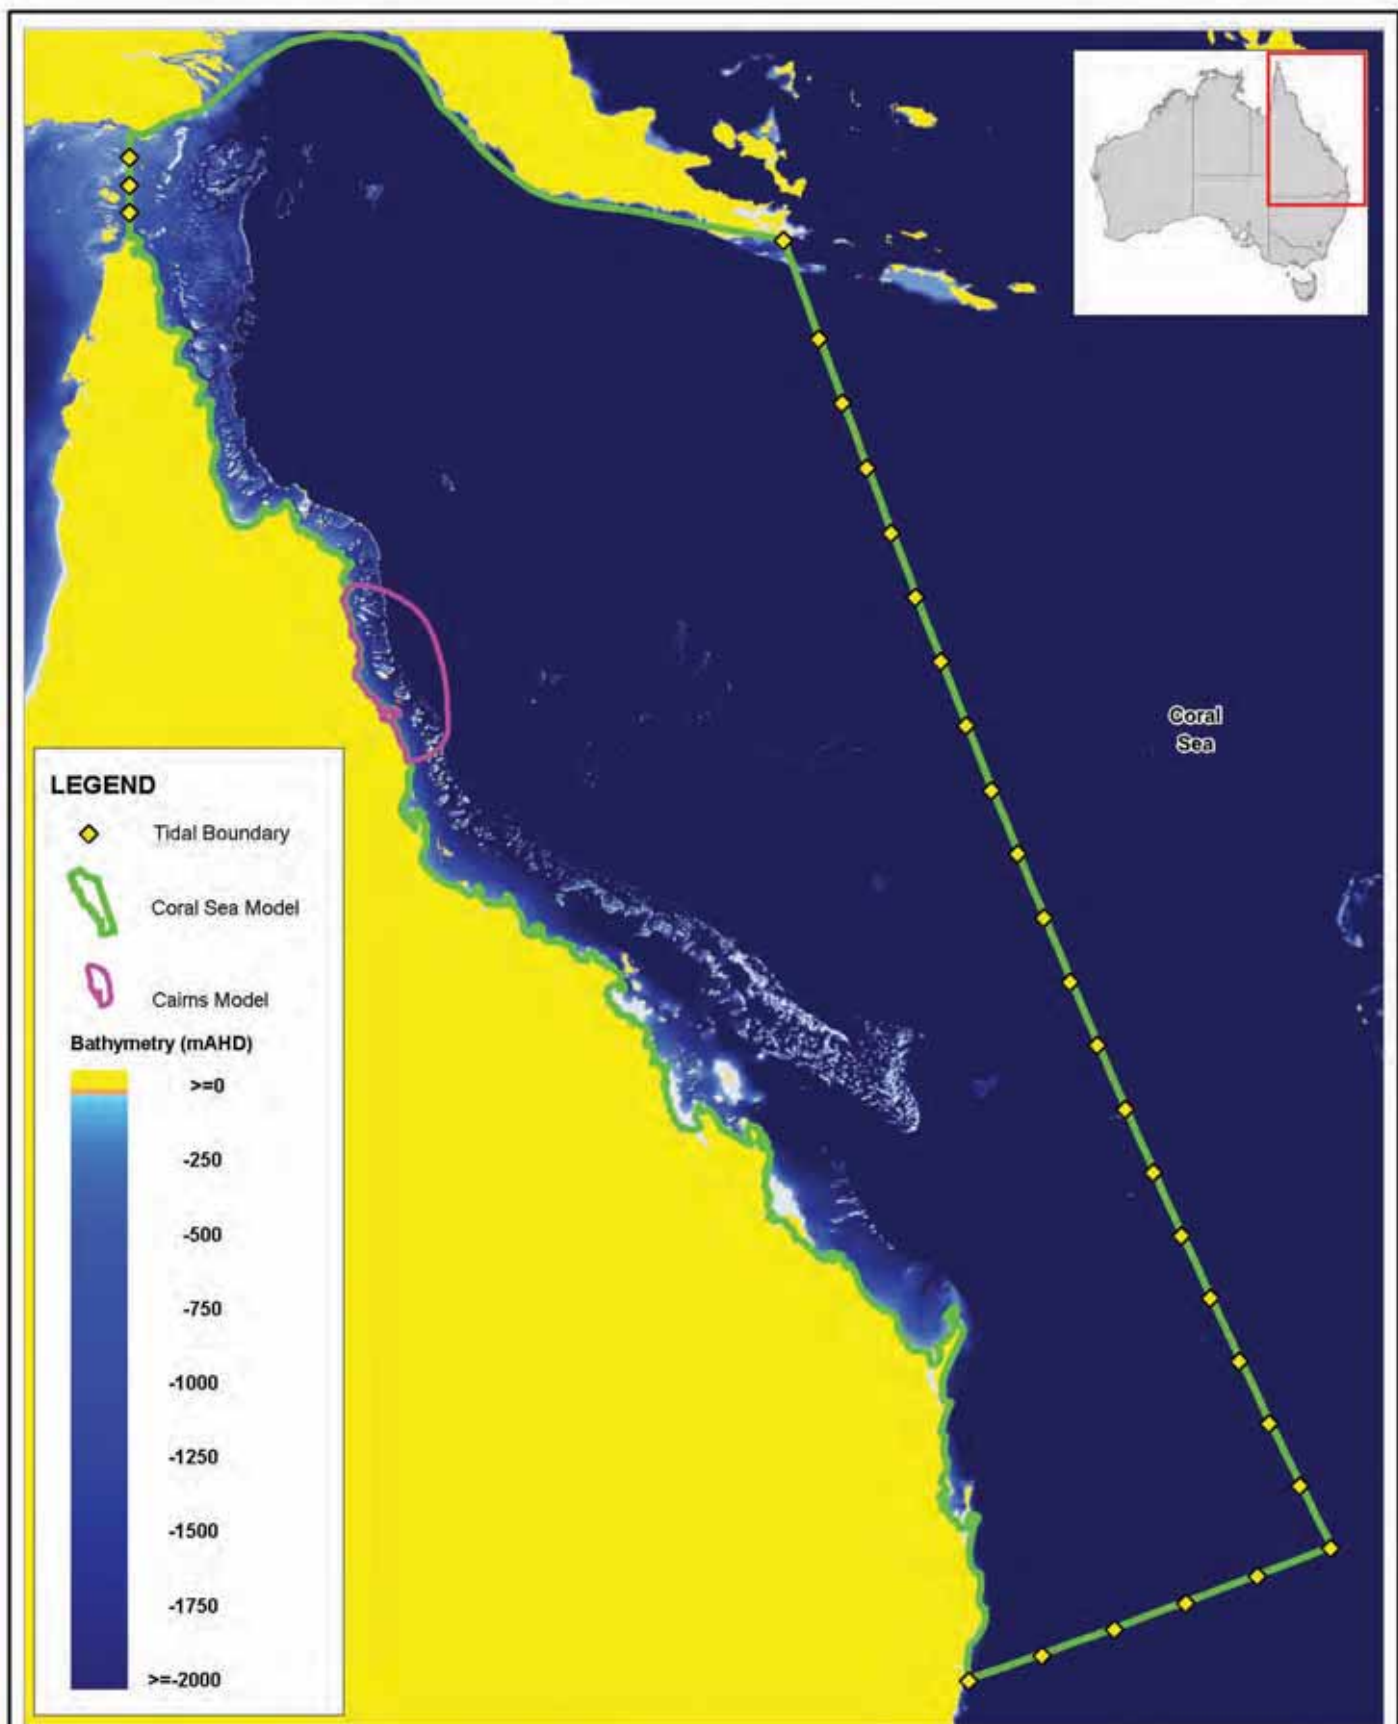 Coral
Sea
LEGEND
Tidal Boundary
Coral Sea Model
Cairns Model
Bathymetry (mAHD)
>=0
-250
-500
-750
-1000
-1250
-1500
-1750
>=-2000